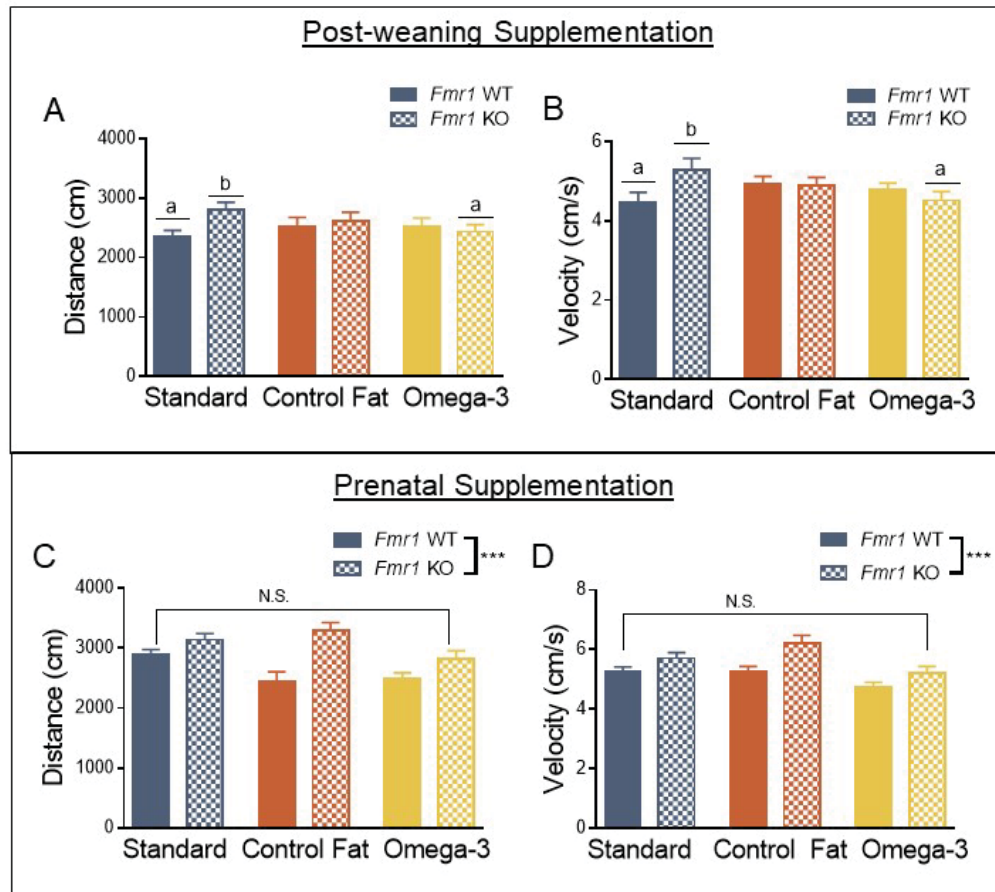 Post-weaning Supplementation
A
Fmr1 WT
Fmr1 KO
4000
3000
2000
1000
0
Distance (cm)
a
b
a
Standard
Control Fat
Omega-3
B
Fmr1 WT
Fmr1 KO
6
4
2
0
Velocity (cm/s)
a
b
a
Standard
Control Fat
Omega-3
Prenatal Supplementation
C
Fmr1 WT
Fmr1 KO
***
4000
3000
2000
1000
0
Distance (cm)
N.S.
Standard
Control Fat
Omega-3
D
Fmr1 WT
Fmr1 KO
***
8
6
4
2
0
Velocity (cm/s)
N.S.
Standard
Control Fat
Omega-3